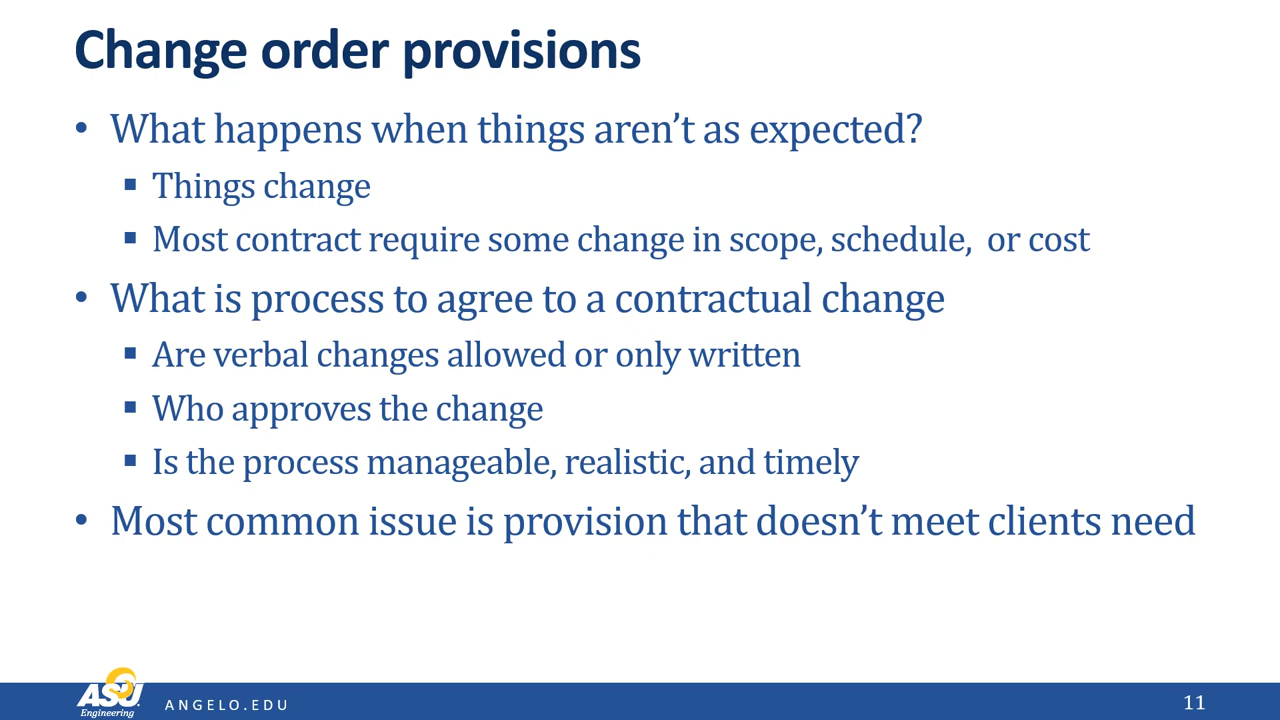 Change order provisions
• What happens when things aren’t as expected?
▪ Things change
▪ Most contract require some change in scope, schedule,  or cost
• What is process to agree to a contractual change
▪ Are verbal changes allowed or only written
▪ Who approves the change
▪ Is the process manageable, realistic, and timely
• Most common issue is provision that doesn’t meet clients need
ASU
Engineering
ANGELO.EDU
11